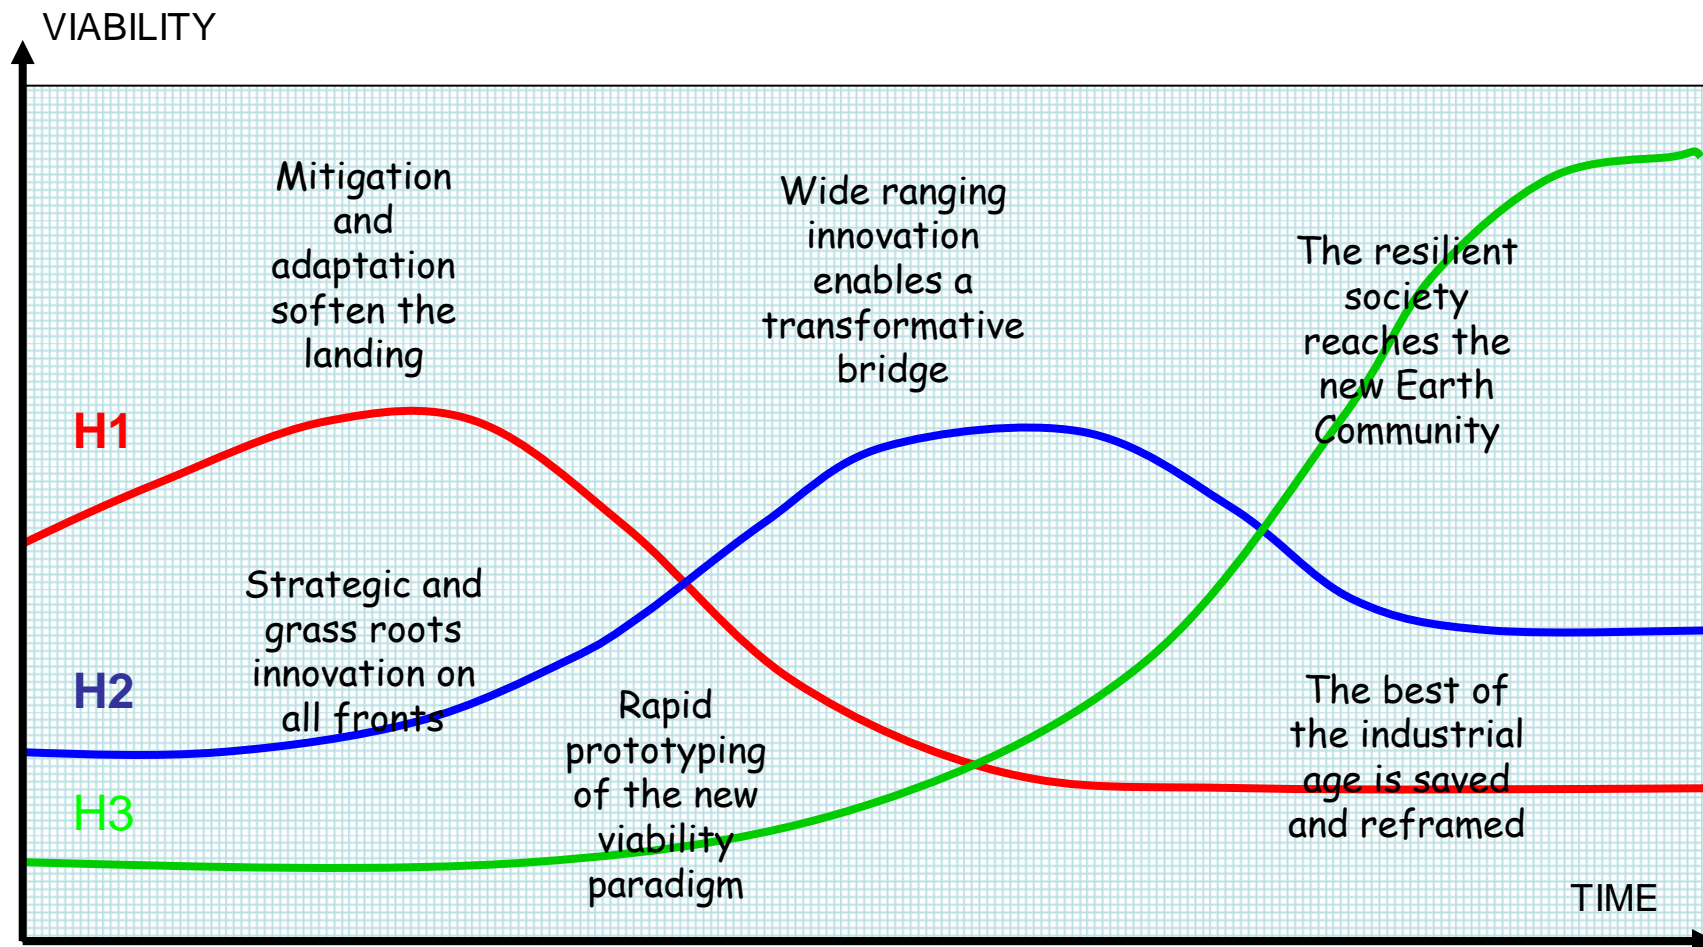 VIABILITY
Mitigation
and
adaptation
soften the
landing
Wide ranging
innovation
enables a
transformative
bridge
The resilient
society
reaches the
new Earth
Community
H1
Strategic and
grass roots
innovation on
all fronts
H2
Rapid
prototyping
of the new
viability
paradigm
The best of
the industrial
age is saved
and reframed
H3
TIME